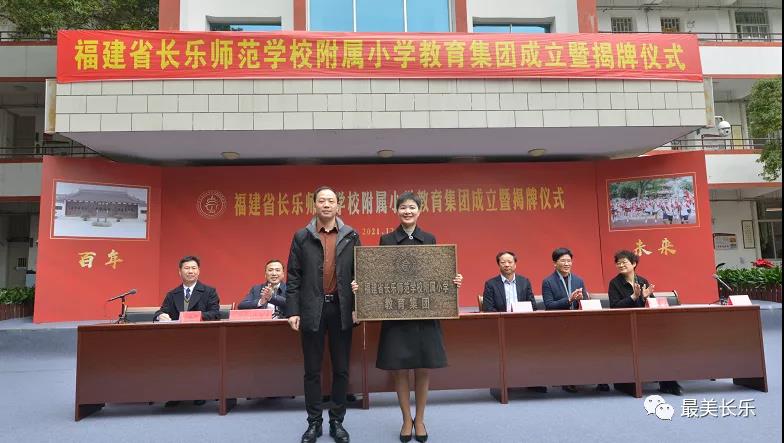 福建省长乐师范学校附属小学教育集团成立暨揭牌仪式
福建省长乐师 学校附属小 教育集团成立暨揭牌仪式
2021.1
百年
未来
福建省长乐师范学校附属小学
教育集团
最美长乐